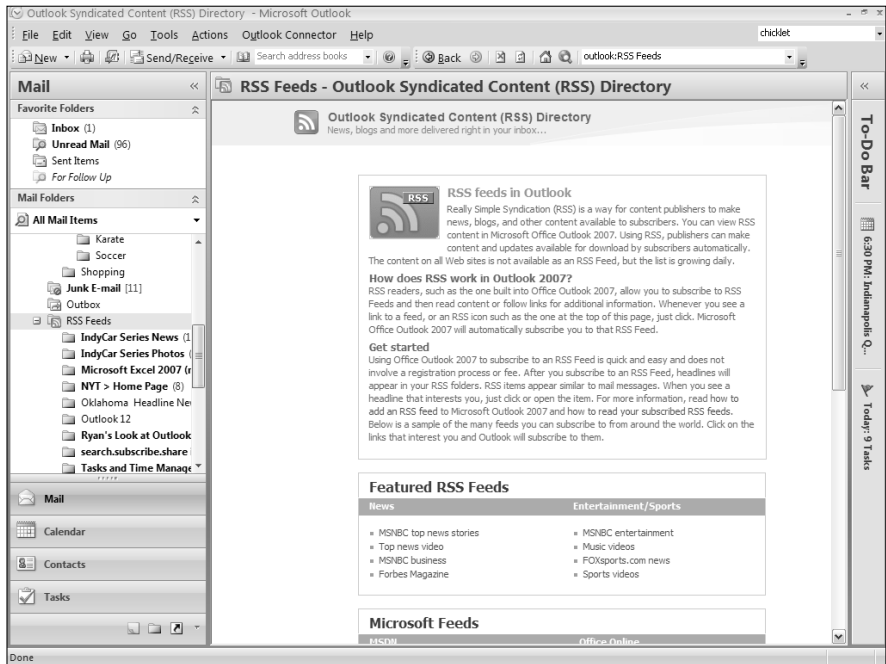 Outlook Syndicated Content (RSS) Directory - Microsoft Outlook
File Edit View Go Tools Actions Outlook Connector Help
chicklet
New
Send/Receive
Search address books
Back
outlook:RSS Feeds
Mail
Favorite Folders
Inbox (1)
Unread Mail (96)
Sent Items
For Follow Up
Mail Folders
All Mail Items
Karate
Soccer
Shopping
Junk E-mail [11]
Outbox
RSS Feeds
IndyCar Series News (1
IndyCar Series Photos (
Microsoft Excel 2007 (
NYT > Home Page (8)
Oklahoma Headline Ne
Outlook 12
Ryan's Look at Outlook
search.subscribe.share
Tasks and Time Manage
Mail
Calendar
Contacts
Tasks
Done
RSS Feeds - Outlook Syndicated Content (RSS) Directory
Outlook Syndicated Content (RSS) Directory
News, blogs and more delivered right in your inbox...
RSS
RSS feeds in Outlook
Really Simple Syndication (RSS) is a way for content publishers to make
news, blogs, and other content available to subscribers. You can view RSS
content in Microsoft Office Outlook 2007. Using RSS, publishers can make
content and updates available for download by subscribers automatically.
The content on all Web sites is not available as an RSS Feed, but the list is growing daily.
How does RSS work in Outlook 2007?
RSS readers, such as the one built into Office Outlook 2007, allow you to subscribe to RSS
Feeds and then read content or follow links for additional information. Whenever you see a
link to a feed, or an RSS icon such as the one at the top of this page, just click. Microsoft
Office Outlook 2007 will automatically subscribe you to that RSS Feed.
Get started
Using Office Outlook 2007 to subscribe to an RSS Feed is quick and easy and does not
involve a registration process or fee. After you subscribe to an RSS Feed, headlines will
appear in your RSS folders. RSS items appear similar to mail messages. When you see a
headline that interests you, just click or open the item. For more information, read how to
add an RSS feed to Microsoft Outlook 2007 and how to read your subscribed RSS feeds.
Below is a sample of the many feeds you can subscribe to from around the world. Click on the
links that interest you and Outlook will subscribe to them.
Featured RSS Feeds
News Entertainment/Sports
MSNBC top news stories
Top news video
MSNBC business
Forbes Magazine
MSNBC entertainment
Music videos
FOXsports.com news
Sports videos
Microsoft Feeds
MSDN Office Online
To-Do Bar
6:30 PM: Indianapolis Q...
Today: 9 Tasks